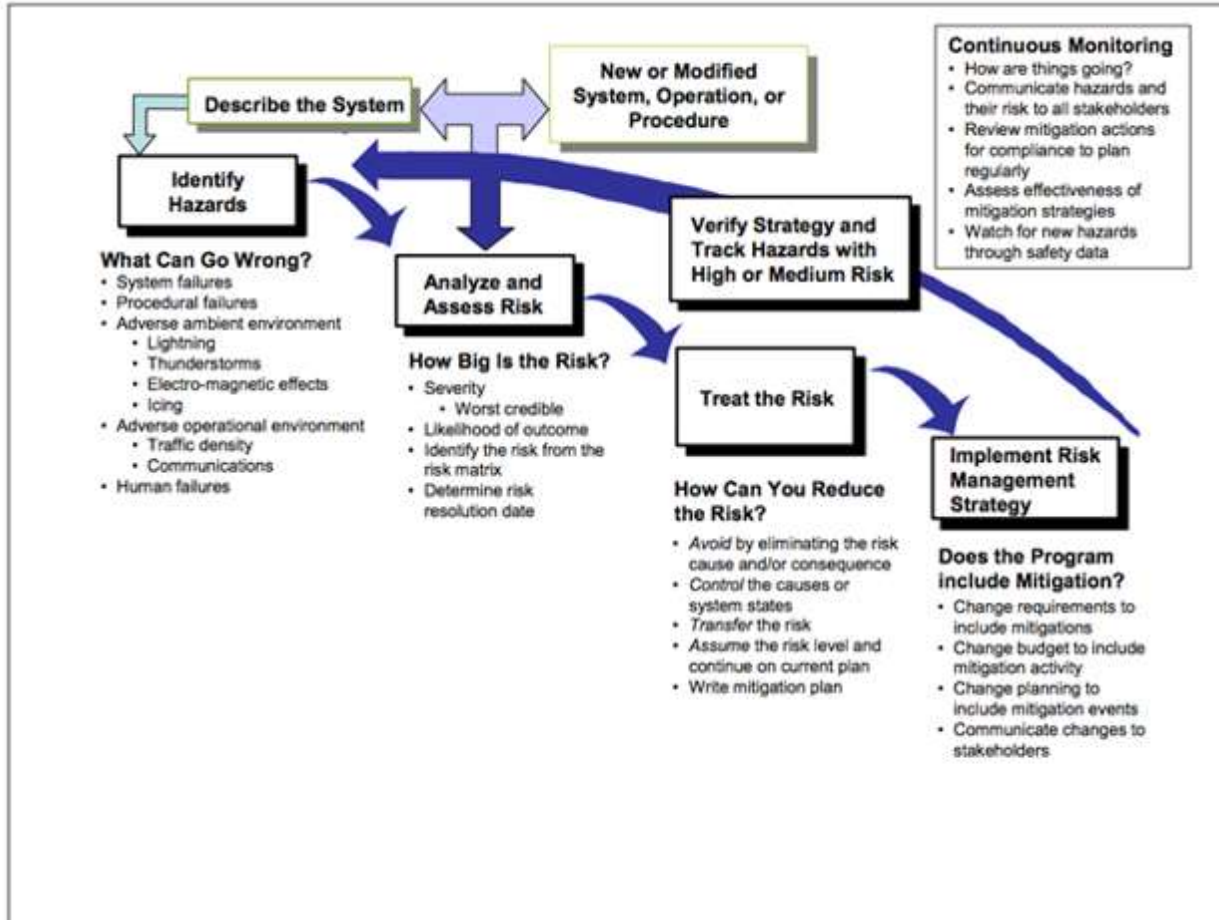 Describe the System
New or Modified
System, Operation, or
Procedure
Continuous Monitoring
• How are things going?
• Communicate hazards and
their risk to all stakeholders
• Review mitigation actions
for compliance to plan
regularly
• Assess effectiveness of
mitigation strategies
• Watch for new hazards
through safety data
Identify
Hazards
What Can Go Wrong?
• System failures
• Procedural failures
• Adverse ambient environment
• Lightning
• Thunderstorms
• Electro-magnetic effects
• Icing
• Adverse operational environment
• Traffic density
• Communications
• Human failures
Analyze and
Assess Risk
How Big Is the Risk?
• Severity
• Worst credible
• Likelihood of outcome
• Identify the risk from the
risk matrix
• Determine risk
resolution date
Verify Strategy and
Track Hazards with
High or Medium Risk
Treat the Risk
How Can You Reduce
the Risk?
• Avoid by eliminating the risk
cause and/or consequence
• Control the causes or
system states
• Transfer the risk
• Assume the risk level and
continue on current plan
• Write mitigation plan
Implement Risk
Management
Strategy
Does the Program
include Mitigation?
• Change requirements to
include mitigations
• Change budget to include
mitigation activity
• Change planning to
include mitigation events
• Communicate changes to
stakeholders